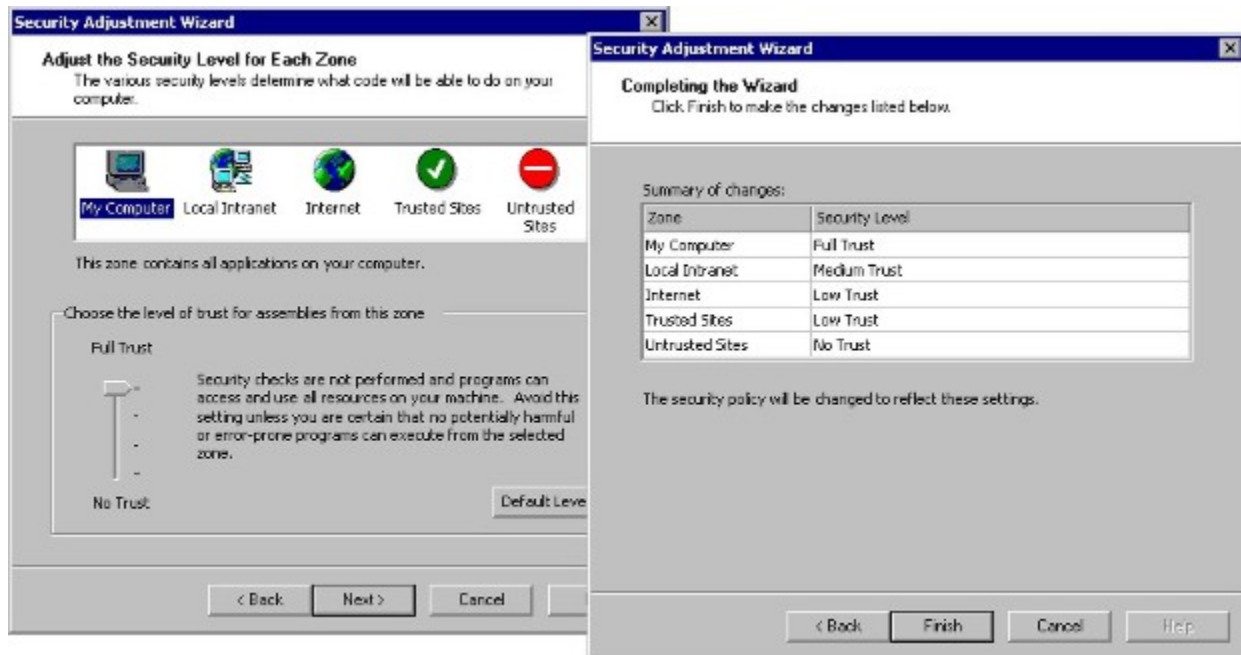 Security Adjustment Wizard
Adjust the Security Level for Each Zone
The various security levels determine what code will be able to do on your
computer.
My Computer Local Intranet Internet Trusted Sites Untrusted
Sites
This zone contains all applications on your computer.
Choose the level of trust for assemblies from this zone
Full Trust
Security checks are not performed and programs can
access and use all resources on your machine. Avoid this
setting unless you are certain that no potentially harmful
or error-prone programs can execute from the selected
zone.
No Trust
Default Leve
< Back Next > Cancel
Security Adjustment Wizard
Completing the Wizard
Click Finish to make the changes listed below.
Summary of changes:
Zone Security Level
My Computer Full Trust
Local Intranet Medium Trust
Internet Low Trust
Trusted Sites Low Trust
Untrusted Sites No Trust
The security policy will be changed to reflect these settings.
< Back Finish Cancel Help